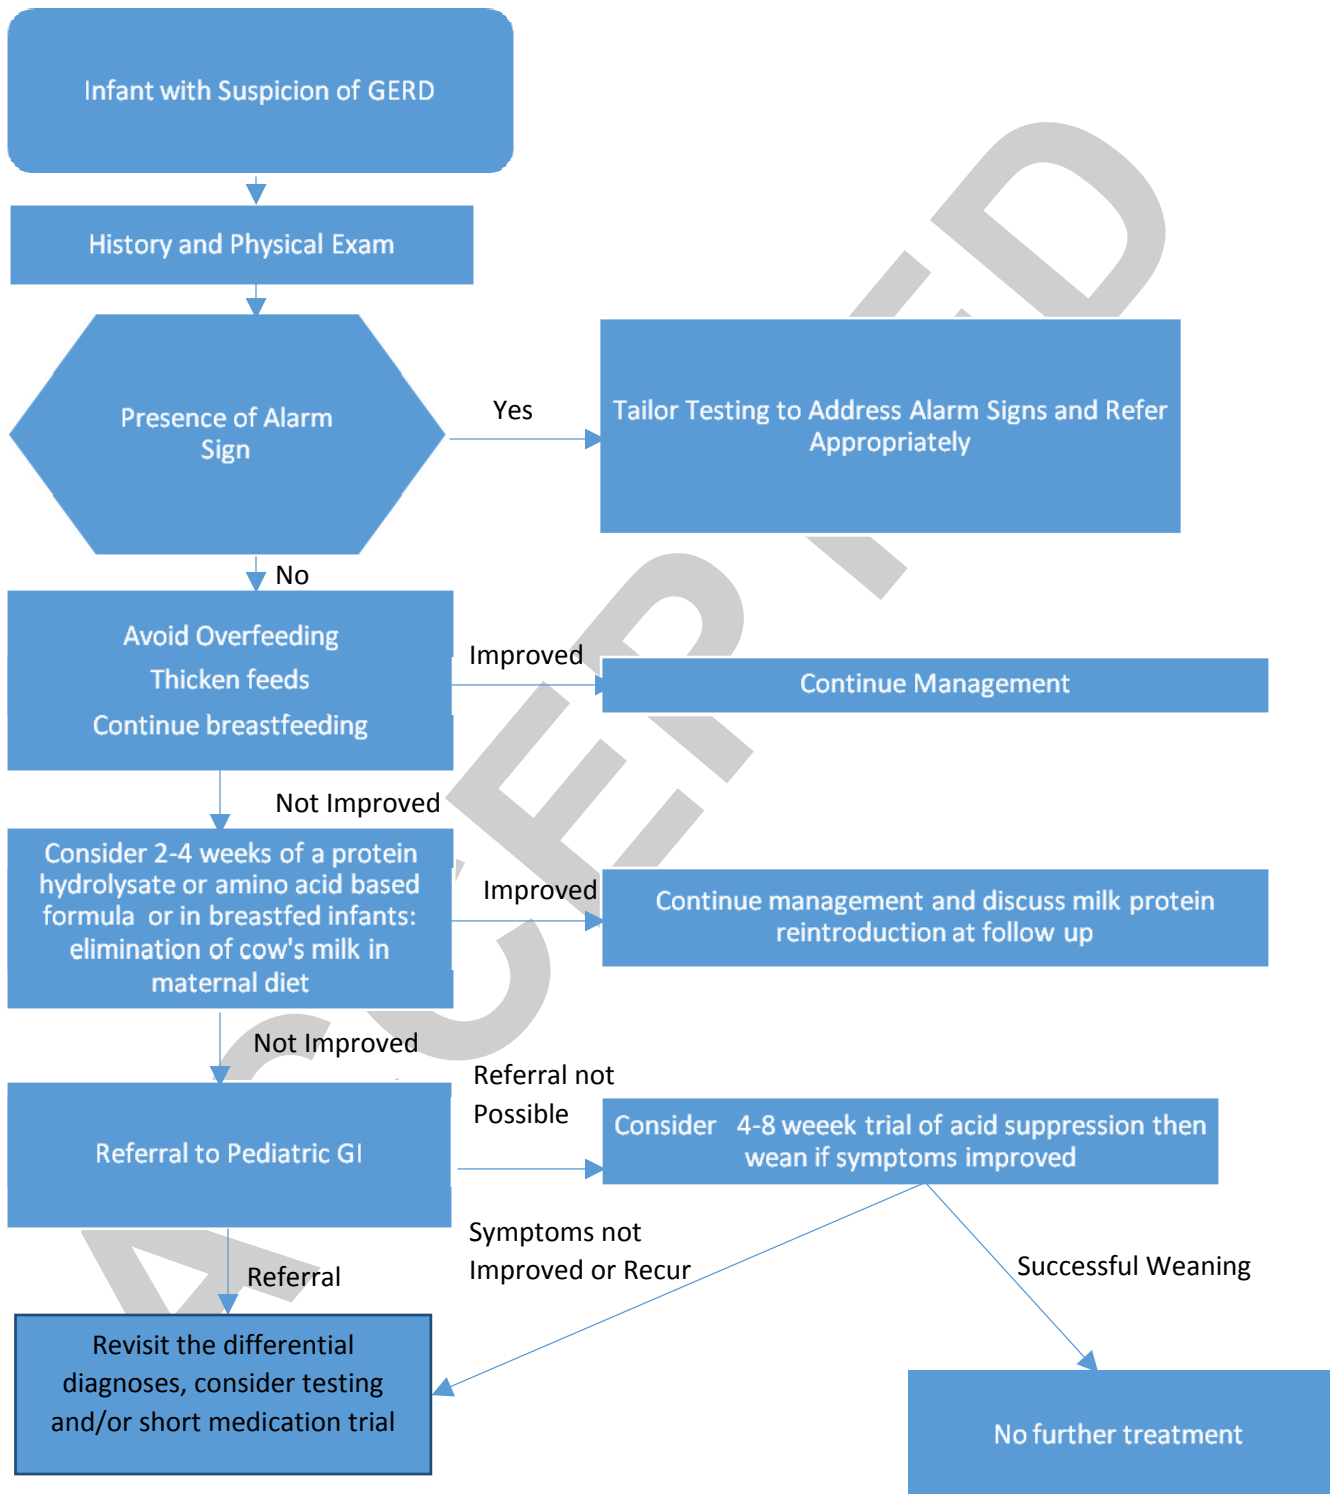 Infant with Suspicion of GERD
History and Physical Exam
Presence of Alarm
Sign
Yes
Tailor Testing to Address Alarm Signs and Refer
Appropriately
No
Avoid Overfeeding
Thicken feeds
Continue breastfeeding
Improved
Continue Management
Not Improved
Consider 2-4 weeks of a protein
hydrolysate or amino acid based
formula or in breastfed infants:
elimination of cow's milk in
maternal diet
Improved
Continue management and discuss milk protein
reintroduction at follow up
Not Improved
Referral to Pediatric GI
Referral not
Possible
Consider 4-8 weeek trial of acid suppression then
wean if symptoms improved
Symptoms not
Improved or Recur
Successful Weaning
Referral
Revisit the differential
diagnoses, consider testing
and/or short medication trial
No further treatment
ACCEPTED